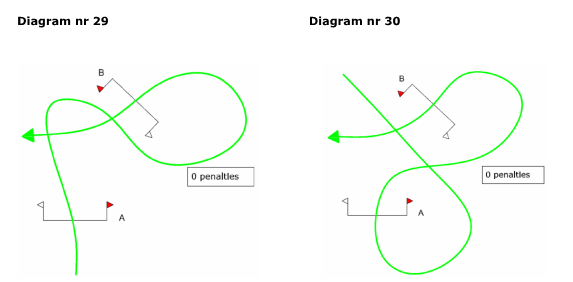 Diagram nr 29
B
0 penalties
A
Diagram nr 30
B
0 penalties
A